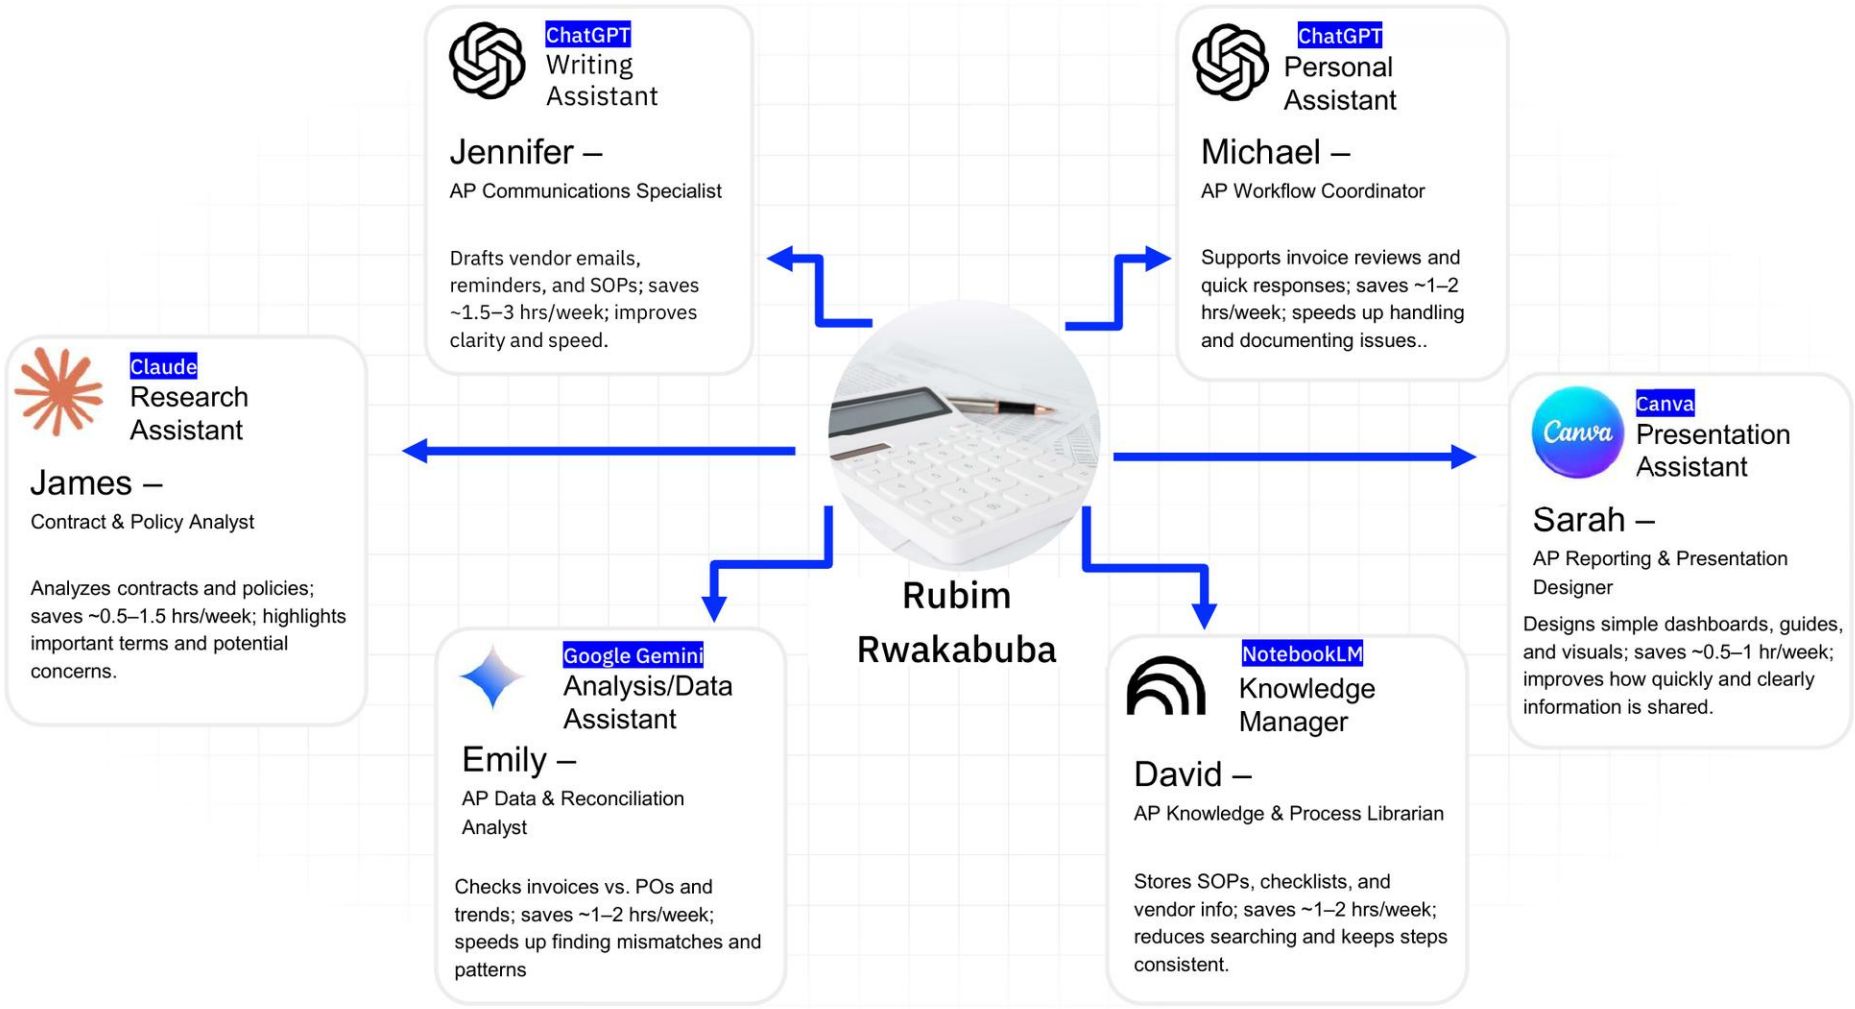 ChatGPT
Writing
Assistant
Jennifer –
AP Communications Specialist
Drafts vendor emails,
reminders, and SOPs; saves
~1.5–3 hrs/week; improves
clarity and speed.
ChatGPT
Personal
Assistant
Michael –
AP Workflow Coordinator
Supports invoice reviews and
quick responses; saves ~1–2
hrs/week; speeds up handling
and documenting issues..
Claude
Research
Assistant
James –
Contract & Policy Analyst
Analyzes contracts and policies;
saves ~0.5–1.5 hrs/week; highlights
important terms and potential
concerns.
Canva
Canva
Presentation
Assistant
Sarah –
AP Reporting & Presentation
Designer
Designs simple dashboards, guides,
and visuals; saves ~0.5–1 hr/week;
improves how quickly and clearly
information is shared.
Rubim
Rwakabuba
Google Gemini
Analysis/Data
Assistant
Emily –
AP Data & Reconciliation
Analyst
Checks invoices vs. POs and
trends; saves ~1–2 hrs/week;
speeds up finding mismatches and
patterns
NotebookLM
Knowledge
Manager
David –
AP Knowledge & Process Librarian
Stores SOPs, checklists, and
vendor info; saves ~1–2 hrs/week;
reduces searching and keeps steps
consistent.